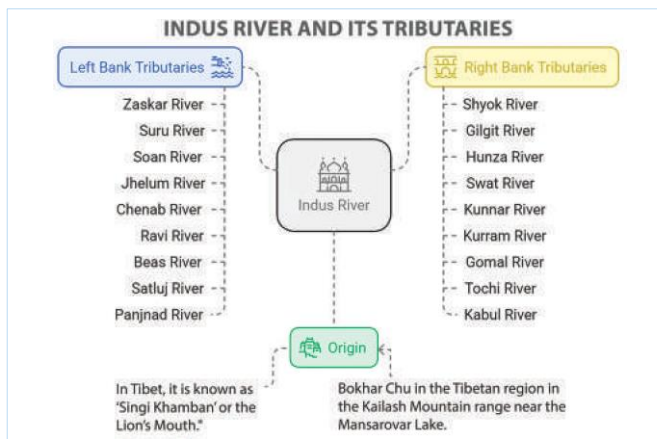 INDUS RIVER AND ITS TRIBUTARIES
Left Bank Tributaries
Zaskar River
Suru River
Soan River
Jhelum River
Chenab River
Ravi River
Beas River
Satluj River
Panjnad River
Indus River
Right Bank Tributaries
Shyok River
Gilgit River
Hunza River
Swat River
Kunnar River
Kurram River
Gomal River
Tochi River
Kabul River
Origin
In Tibet, it is known as
'Singi Khamban' or the
Lion's Mouth."
Bokhar Chu in the Tibetan region in
the Kailash Mountain range near the
Mansarovar Lake.